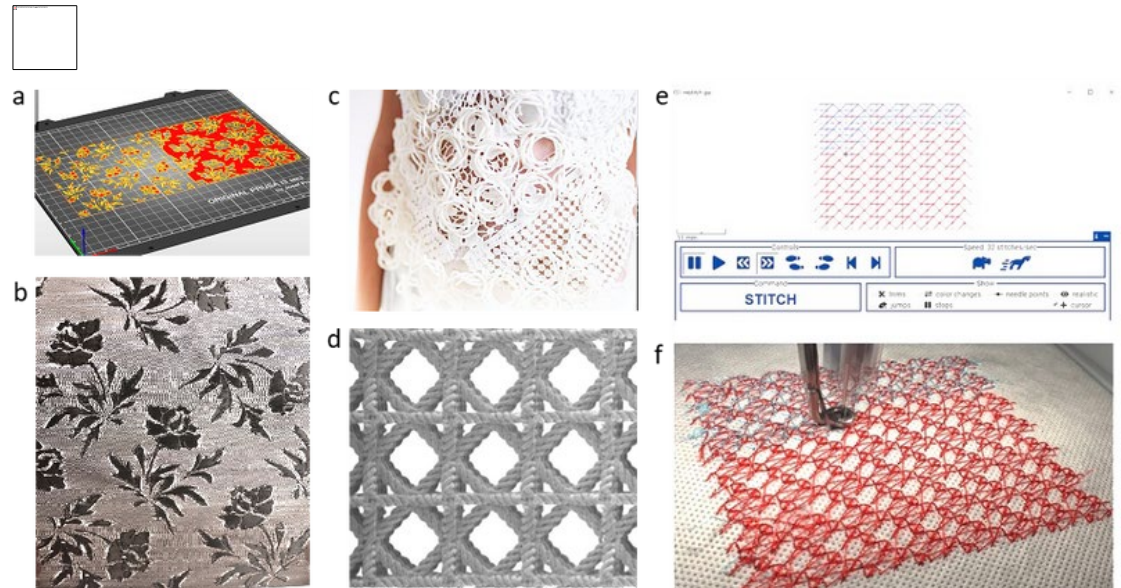 a
c
e
ORIGINAL PRUSA i3 MK3
Controls
Speed 32 stitches/sec
Command
STITCH
Show
items
color changes
needle points
realistic
jumps
stops
cursor
b
d
f